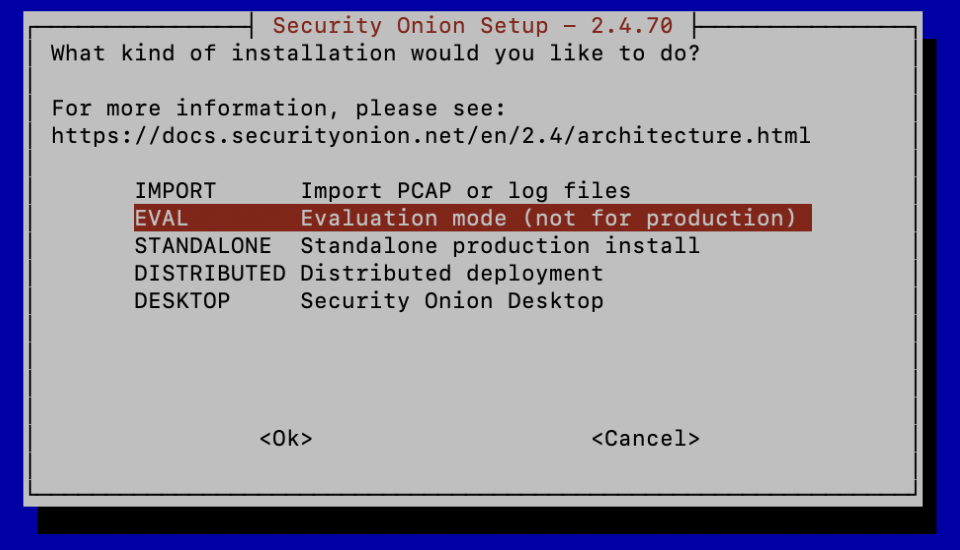 Security Onion Setup – 2.4.70
What kind of installation would you like to do?
For more information, please see:
https://docs.securityonion.net/en/2.4/architecture.html
IMPORT Import PCAP or log files
EVAL Evaluation mode (not for production)
STANDALONE Standalone production install
DISTRIBUTED Distributed deployment
DESKTOP Security Onion Desktop
<Ok> <Cancel>